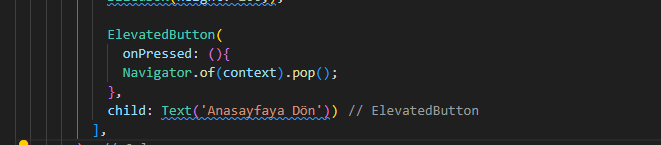 ElevatedButton(
onPressed: (){
Navigator.of(context).pop();
},
child: Text('Anasayfaya Dön')) // ElevatedButton
],